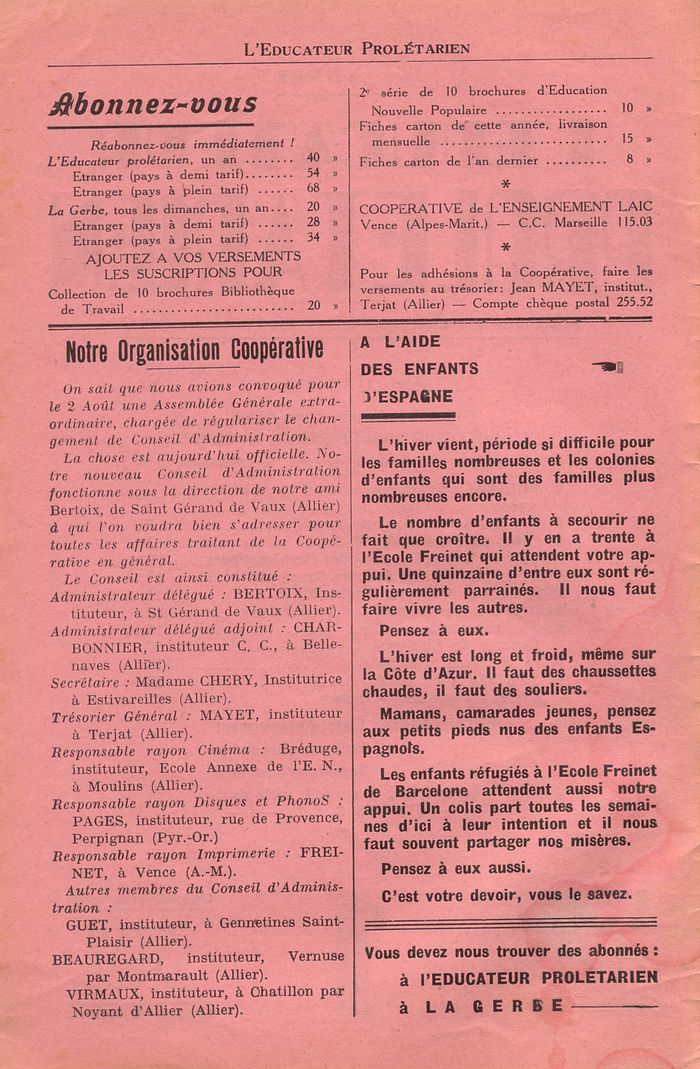 L'EDUCATEUR PROLÉTARIEN
Abonnez-vous
Réabonnez-vous immédiatement !
L'Educateur prolétarien, un an ........ 40 »
Etranger (pays à demi tarif)........ 54 »
Etranger (pays à plein tarif) ...... 68 »
La Gerbe, tous les dimanches, un an.... 20 »
Etranger (pays à demi tarif) ...... 28 »
Etranger (pays à plein tarif) ...... 34 »
AJOUTEZ A VOS VERSEMENTS
LES SUSCRIPTIONS POUR
Collection de 10 brochures Bibliothèque
de Travail .......................... 20 »
2e série de 10 brochures d'Education
Nouvelle Populaire .................. 10 »
Fiches carton de cette année, livraison
mensuelle ........................... 15 »
Fiches carton de l'an dernier .......... 8 »
*
COOPERATIVE de L'ENSEIGNEMENT LAIC
Vence (Alpes-Marit.) — C.C. Marseille 115.03
*
Pour les adhésions à la Coopérative, faire les
versements au trésorier: Jean MAYET, institut.,
Terjat (Allier) — Compte chèque postal 255.52
Notre Organisation Coopérative
On sait que nous avions convoqué pour
le 2 Août une Assemblée Générale extra-
ordinaire, chargée de régulariser le chan-
gement de Conseil d'Administration.
La chose est aujourd'hui officielle. No-
tre nouveau Conseil d'Administration
fonctionne sous la direction de notre ami
Bertoix, de Saint Gérand de Vaux (Allier)
à qui l'on voudra bien s'adresser pour
toutes les affaires traitant de la Coopé-
rative en général.
Le Conseil est ainsi constitué :
Administrateur délégué : BERTOIX, Ins-
tituteur, à St Gérand de Vaux (Allier).
Administrateur délégué adjoint : CHAR-
BONNIER, instituteur C. C., à Belle-
naves (Allier).
Secrétaire : Madame CHERY, Institutrice
à Estivareilles (Allier).
Trésorier Général : MAYET, instituteur
à Terjat (Allier).
Responsable rayon Cinéma : Bréduge,
instituteur, Ecole Annexe de l'E. N.,
à Moulins (Allier).
Responsable rayon Disques et PhonoS :
PAGES, instituteur, rue de Provence,
Perpignan (Pyr.-Or.)
Responsable rayon Imprimerie : FREI-
NET, à Vence (A.-M.).
Autres membres du Conseil d'Adminis-
tration :
GUET, instituteur, à Gennetines Saint-
Plaisir (Allier).
BEAUREGARD, instituteur, Vernuse
par Montmarault (Allier).
VIRMAUX, instituteur, à Chatillon par
Noyant d'Allier (Allier).
A L'AIDE
DES ENFANTS
D'ESPAGNE
L'hiver vient, période si difficile pour
les familles nombreuses et les colonies
d'enfants qui sont des familles plus
nombreuses encore.
Le nombre d'enfants à secourir ne
fait que croître. Il y en a trente à
l'Ecole Freinet qui attendent votre ap-
pui. Une quinzaine d'entre eux sont ré-
gulièrement parrainés. Il nous faut
faire vivre les autres.
Pensez à eux.
L'hiver est long et froid, même sur
la Côte d'Azur. Il faut des chaussettes
chaudes, il faut des souliers.
Mamans, camarades jeunes, pensez
aux petits pieds nus des enfants Es-
pagnols.
Les enfants réfugiés à l'Ecole Freinet
de Barcelone attendent aussi notre
appui. Un colis part toutes les semai-
nes d'ici à leur intention et il nous
faut souvent partager nos misères.
Pensez à eux aussi.
C'est votre devoir, vous le savez.
Vous devez nous trouver des abonnés :
à l'EDUCATEUR PROLETARIEN
à LA GERBE